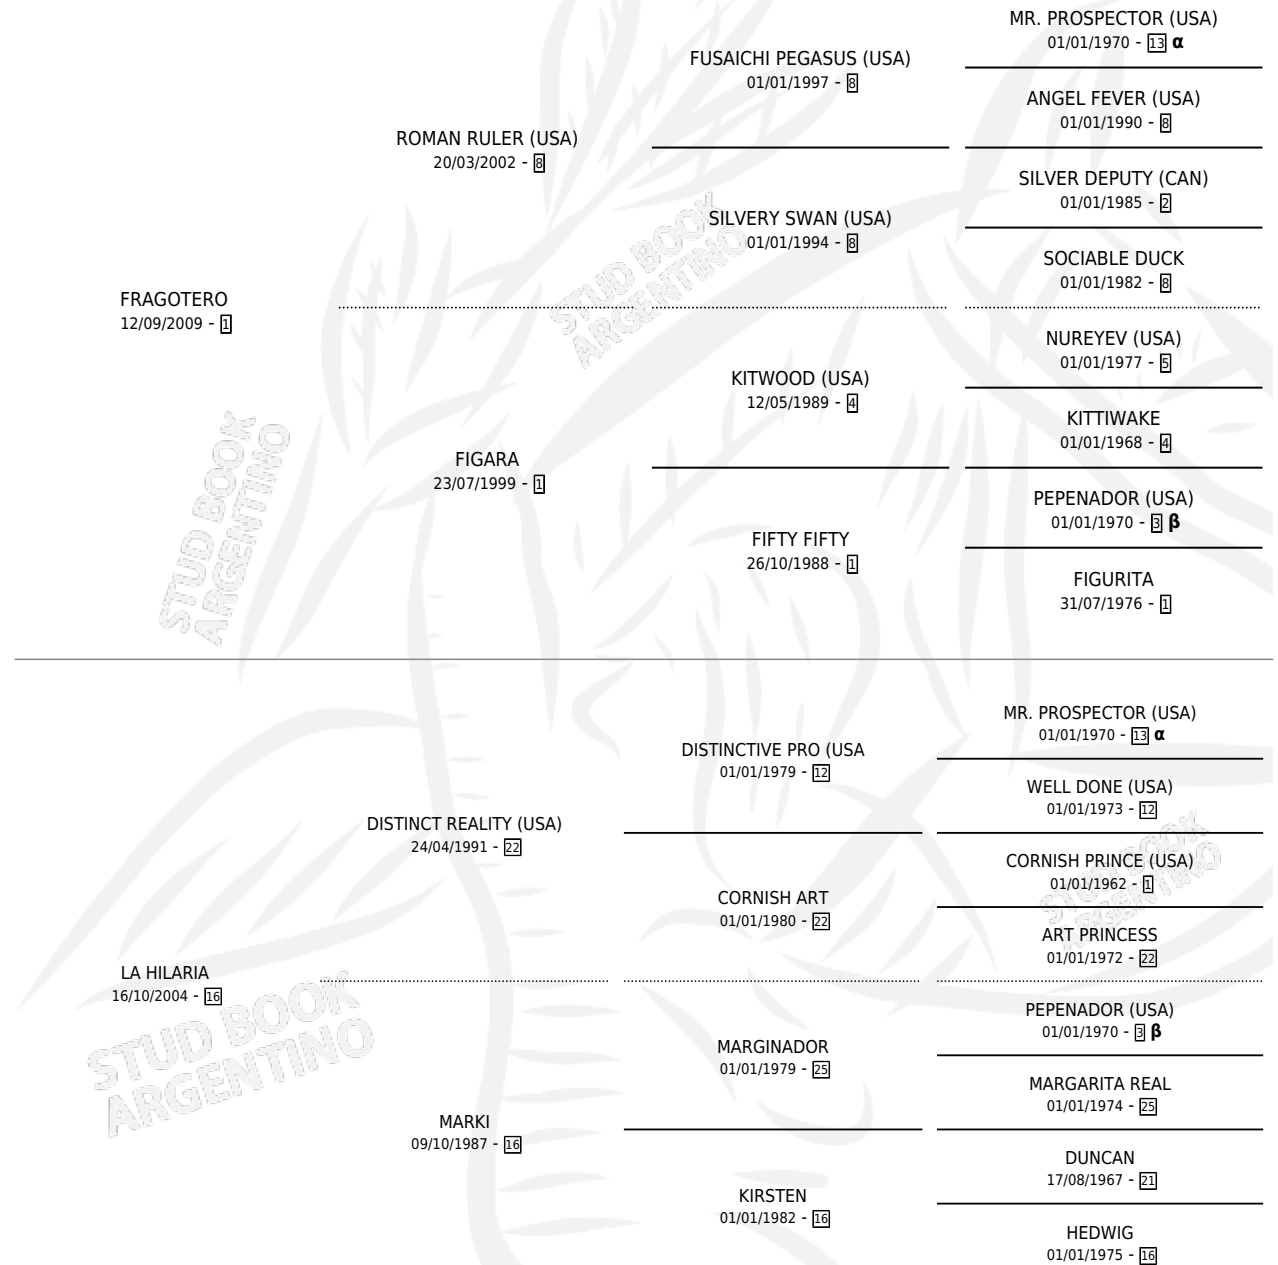 MR. PROSPECTOR (USA)
01/01/1970 - 13 α
FUSAICHI PEGASUS (USA)
01/01/1997 - 8
ANGEL FEVER (USA)
01/01/1990 - 8
ROMAN RULER (USA)
20/03/2002 - 8
SILVER DEPUTY (CAN)
01/01/1985 - 2
SILVERY SWAN (USA)
01/01/1994 - 8
SOCIABLE DUCK
01/01/1982 - 8
FRAGOTERO
12/09/2009 - 1
NUREYEV (USA)
01/01/1977 - 5
KITWOOD (USA)
12/05/1989 - 4
KITTIWAKE
01/01/1968 - 4
FIGARA
23/07/1999 - 1
PEPENADOR (USA)
01/01/1970 - 3 β
FIFTY FIFTY
26/10/1988 - 1
FIGURITA
31/07/1976 - 1
MR. PROSPECTOR (USA)
01/01/1970 - 13 α
DISTINCTIVE PRO (USA
01/01/1979 - 12
WELL DONE (USA)
01/01/1973 - 12
DISTINCT REALITY (USA)
24/04/1991 - 22
CORNISH PRINCE (USA)
01/01/1962 - 1
CORNISH ART
01/01/1980 - 22
ART PRINCESS
01/01/1972 - 22
LA HILARIA
16/10/2004 - 16
PEPENADOR (USA)
01/01/1970 - 3 β
MARGINADOR
01/01/1979 - 25
MARGARITA REAL
01/01/1974 - 25
MARKI
09/10/1987 - 16
DUNCAN
17/08/1967 - 21
KIRSTEN
01/01/1982 - 16
HEDWIG
01/01/1975 - 16
STUD BOOK
ARGENTINO
STUD BOOK
ARGENTINO
STUD BOOK
ARGENTINO
STUD BOOK
ARGENTINO